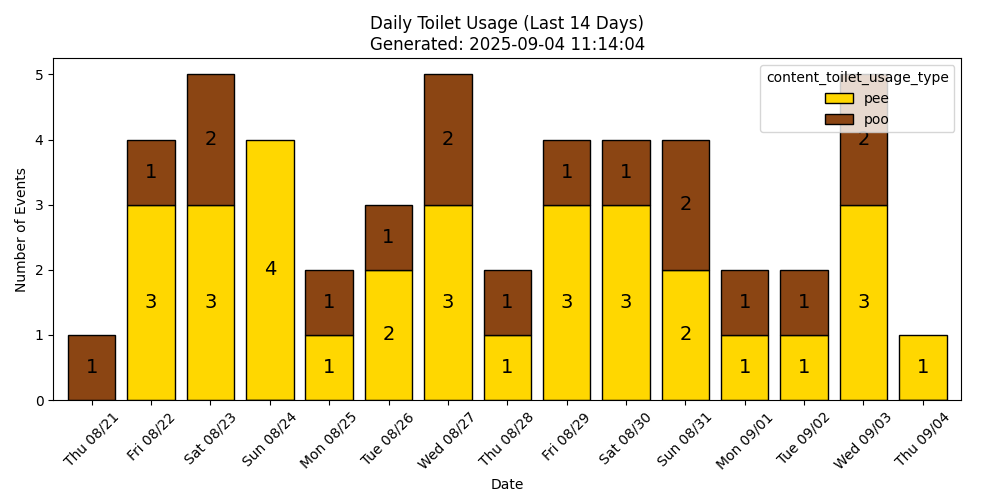 Daily Toilet Usage (Last 14 Days)
Generated: 2025-09-04 11:14:04
content_toilet_usage_type
pee
poo
Number of Events
5
4
3
2
1
0
1
3
1
3
2
4
1
1
2
1
3
2
1
1
3
1
3
1
2
2
1
1
1
1
3
2
1
Thu 08/21
Fri 08/22
Sat 08/23
Sun 08/24
Mon 08/25
Tue 08/26
Wed 08/27
Thu 08/28
Fri 08/29
Sat 08/30
Sun 08/31
Mon 09/01
Tue 09/02
Wed 09/03
Thu 09/04
Date